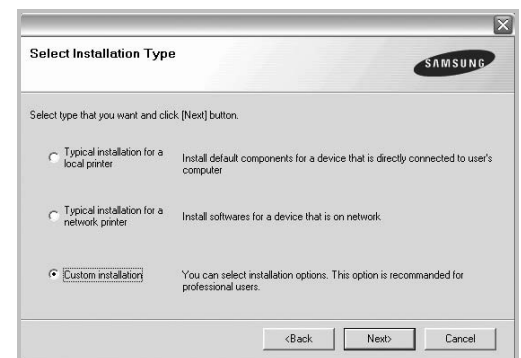 Select Installation Type
SAMSUNG
Select type that you want and click [Next] button.
Typical installation for a
local printer
Install default components for a device that is directly connected to user's
computer
Typical installation for a
network printer
Install softwares for a device that is on network
Custom installation
You can select installation options. This option is recommanded for
professional users.
<Back
Next>
Cancel